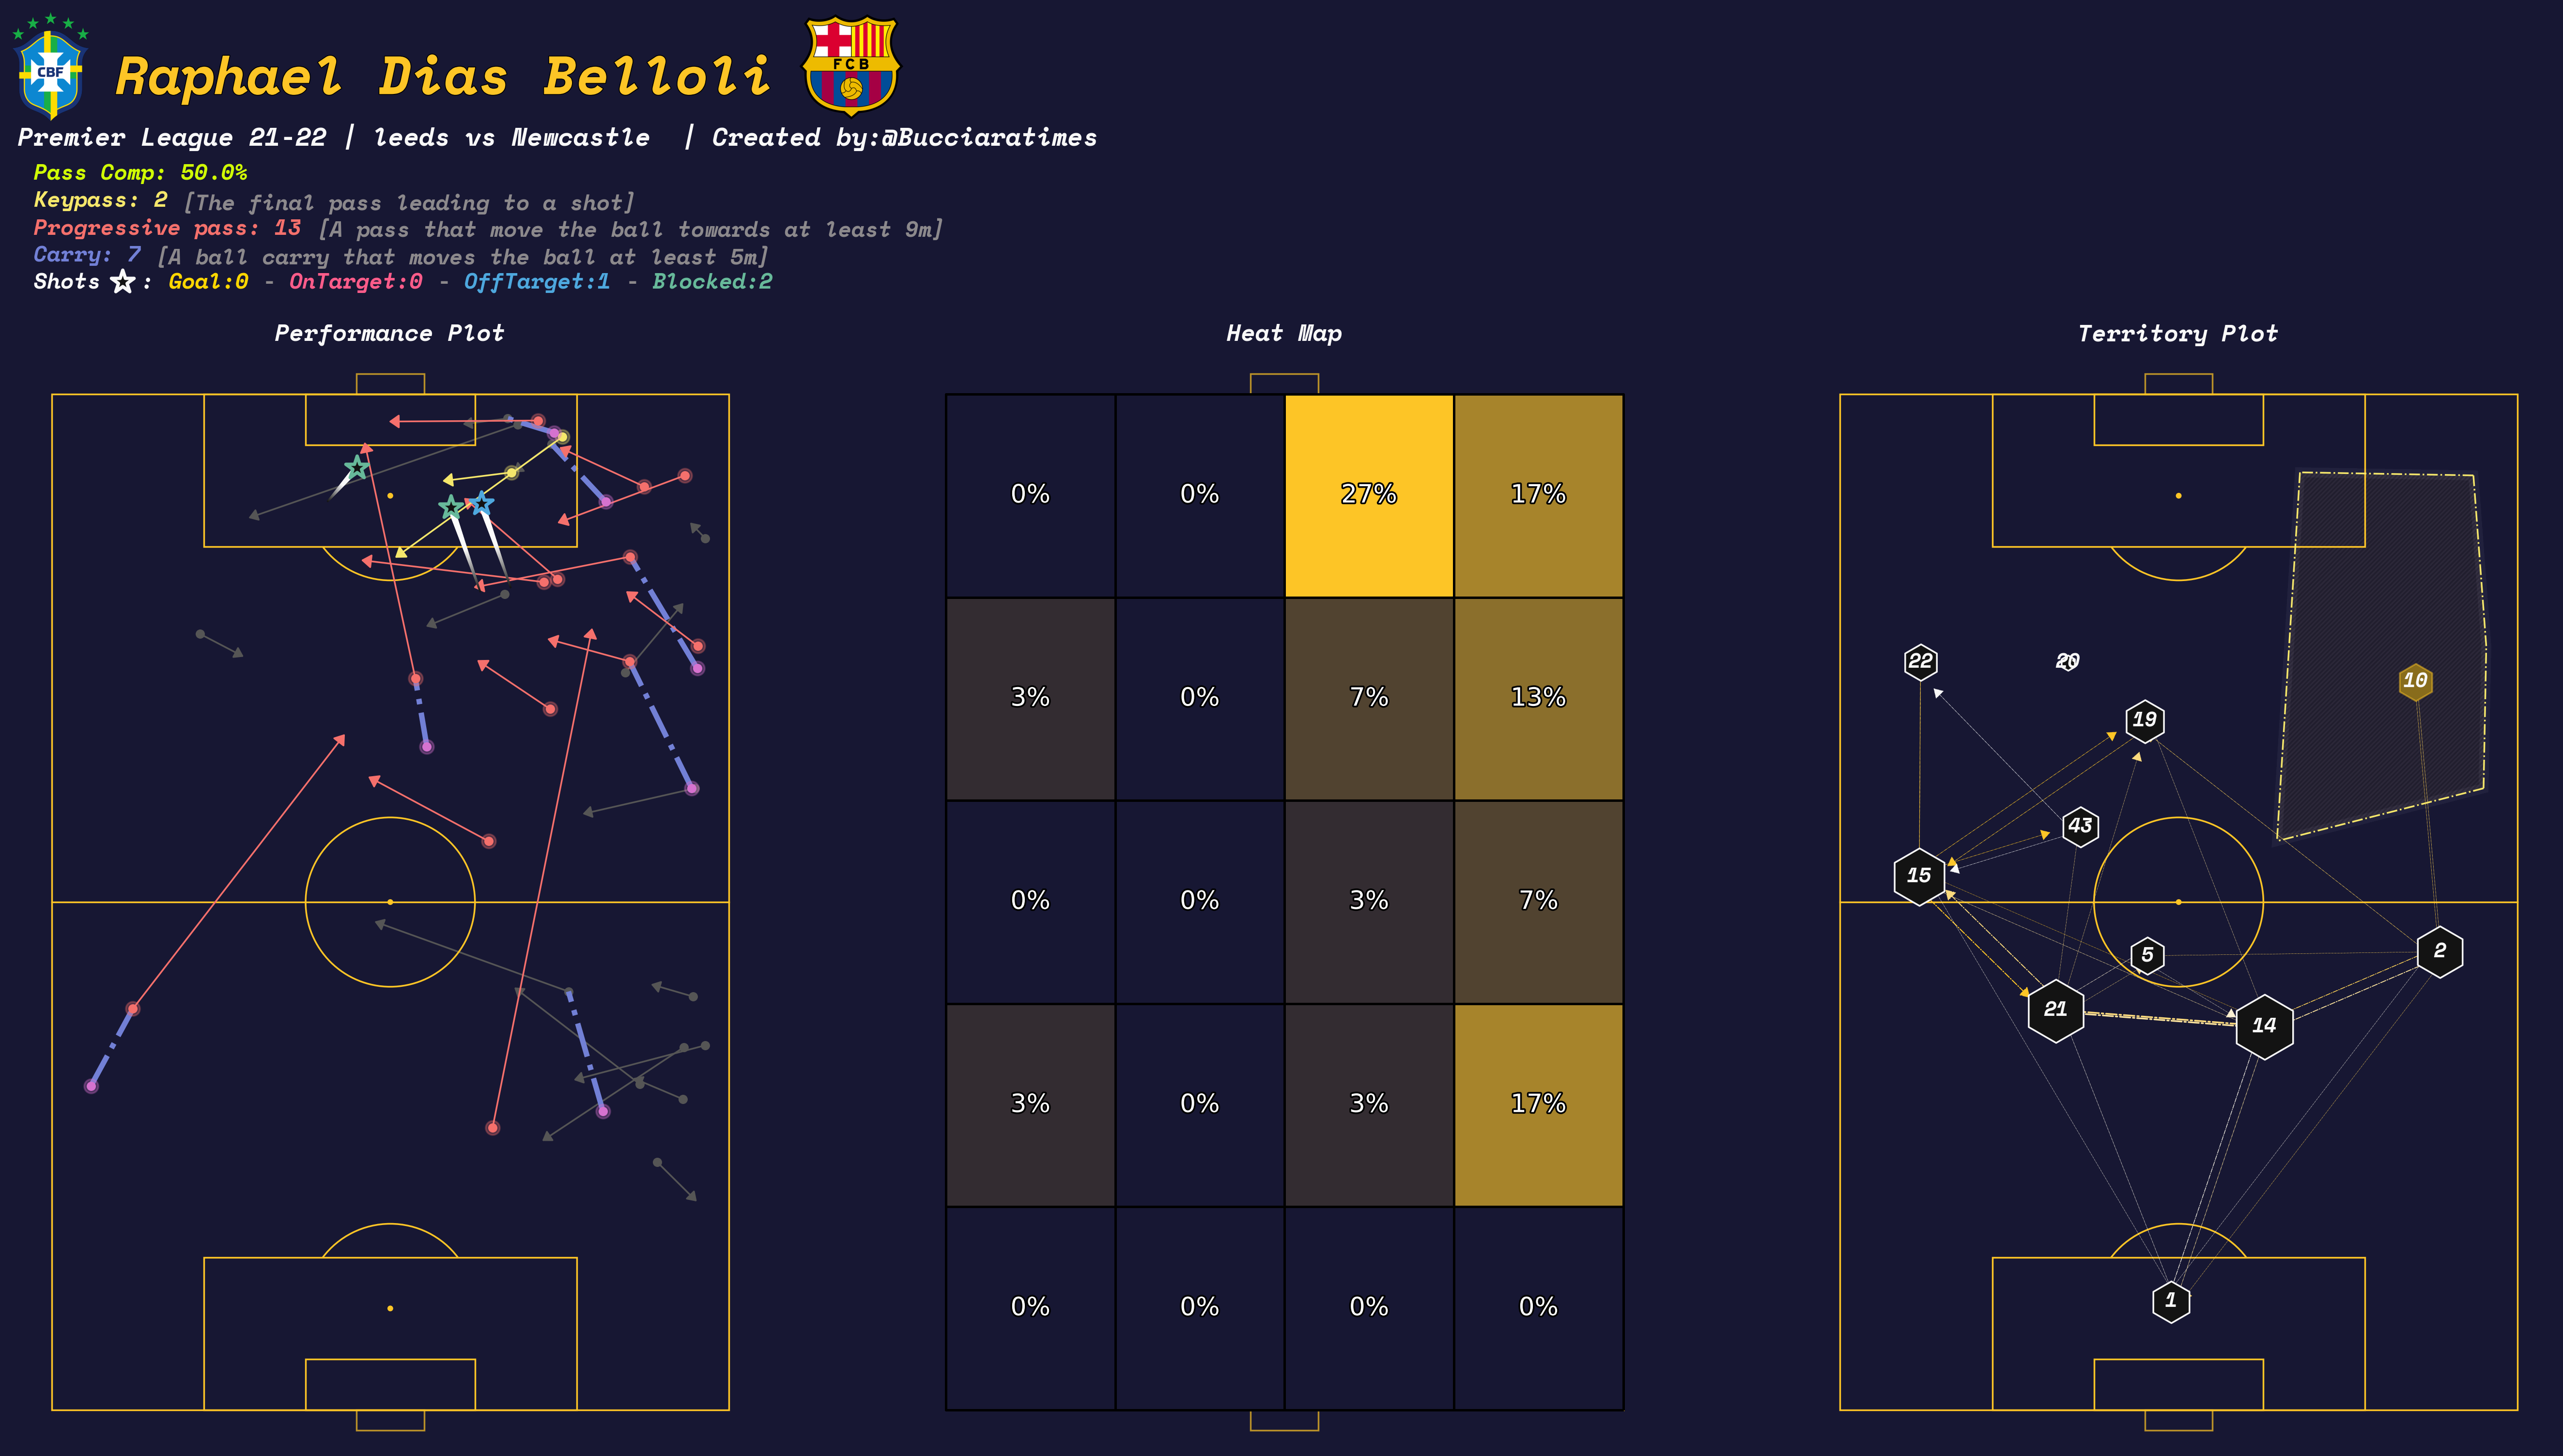 CBF
Raphael Dias Belloli
FCB
Premier League 21-22 | leeds vs Newcastle | Created by:@Bucciaratimes
Pass Comp: 50.0%
Keypass: 2 [The final pass leading to a shot]
Progressive pass: 13 [A pass that move the ball towards at least 9m]
Carry: 7 [A ball carry that moves the ball at least 5m]
Shots : Goal:0 - OnTarget:0 - OffTarget:1 - Blocked:2
Performance Plot
Heat Map
0% 0% 27% 17%
3% 0% 7% 13%
0% 0% 3% 7%
3% 0% 3% 17%
0% 0% 0% 0%
Territory Plot
22
20
10
19
43
15
2
5
21
14
1